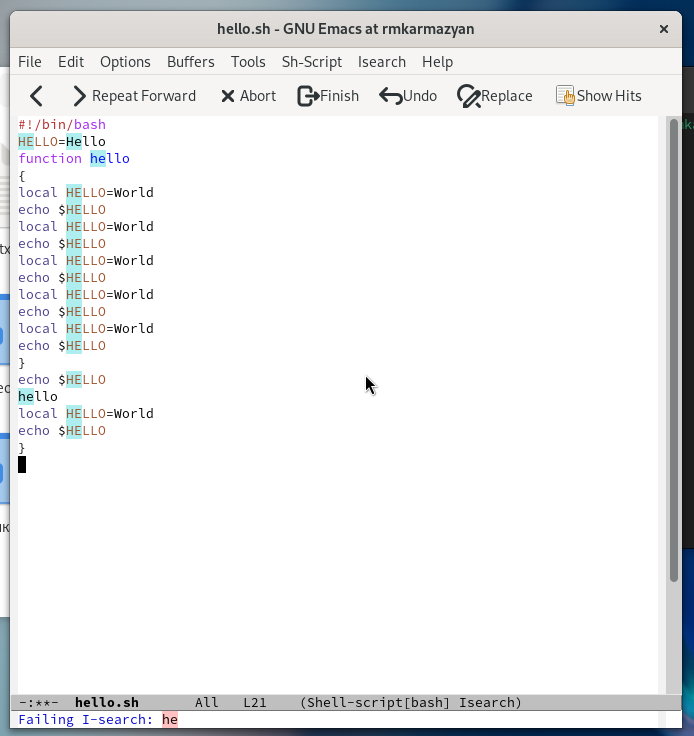 hello.sh - GNU Emacs at rmkarmazyan
File Edit Options Buffers Tools Sh-Script Isearch Help
Repeat Forward Abort Finish Undo Replace Show Hits
#!/bin/bash
HELLO=Hello
function hello
{
local HELLO=World
echo $HELLO
local HELLO=World
echo $HELLO
local HELLO=World
echo $HELLO
local HELLO=World
echo $HELLO
local HELLO=World
echo $HELLO
}
echo $HELLO
hello
local HELLO=World
echo $HELLO
}
-:**- hello.sh All L21 (Shell-script[bash] Isearch)
Failing I-search: he